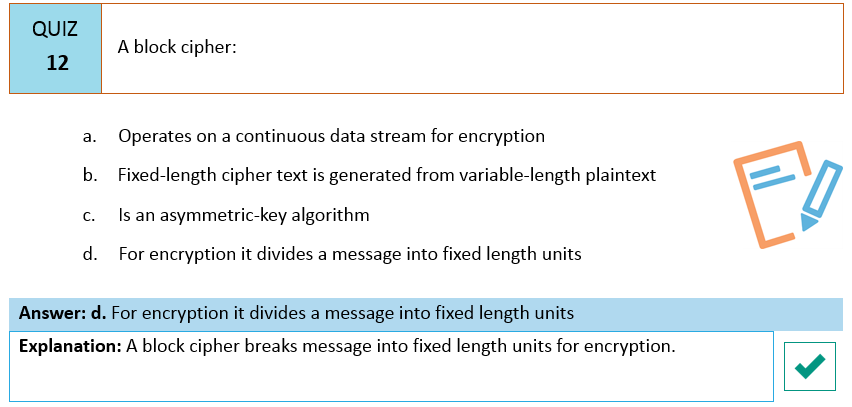 QUIZ
12
A block cipher:
a. Operates on a continuous data stream for encryption
b. Fixed-length cipher text is generated from variable-length plaintext
c. Is an asymmetric-key algorithm
d. For encryption it divides a message into fixed length units
Answer: d. For encryption it divides a message into fixed length units
Explanation: A block cipher breaks message into fixed length units for encryption.